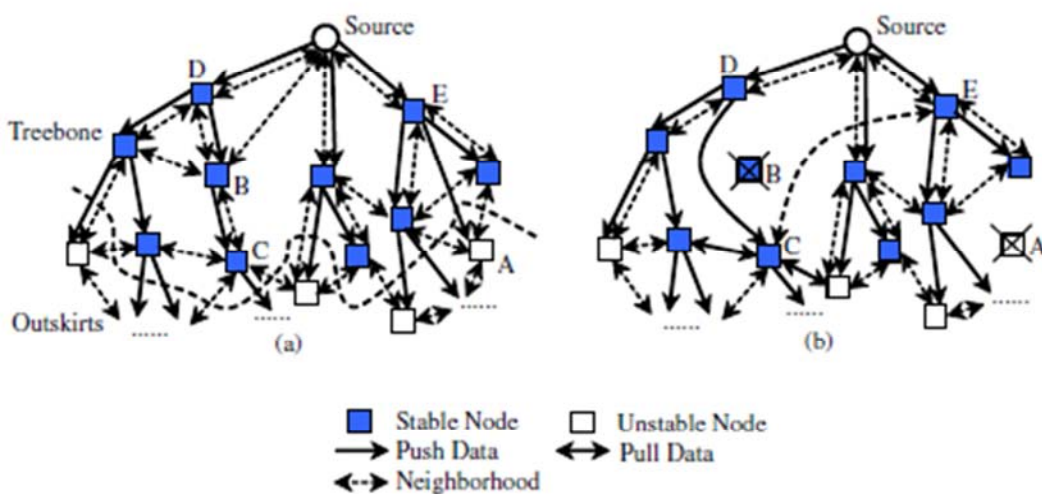 Source
D
E
Treebone
B
C
A
Outskirts
......
......
......
(a)
Source
D
E
B
C
A
......
......
......
(b)
Stable Node
Unstable Node
Push Data
Pull Data
Neighborhood